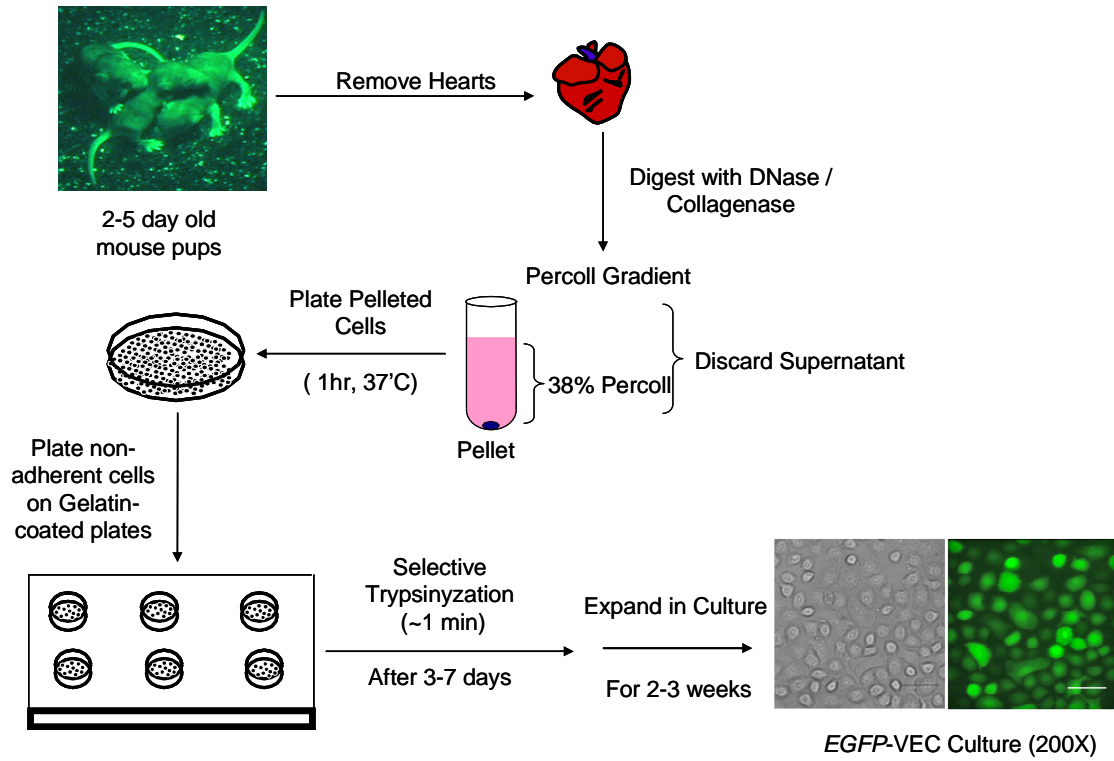 Remove Hearts
2-5 day old
mouse pups
Digest with DNase /
Collagenase
Percoll Gradient
Plate Pelleted
Cells
( 1hr, 37'C)
38% Percoll
Discard Supernatant
Pellet
Plate non-
adherent cells
on Gelatin-
coated plates
Selective
Trypsinyzation
(~1 min)
After 3-7 days
Expand in Culture
For 2-3 weeks
EGFP-VEC Culture (200X)